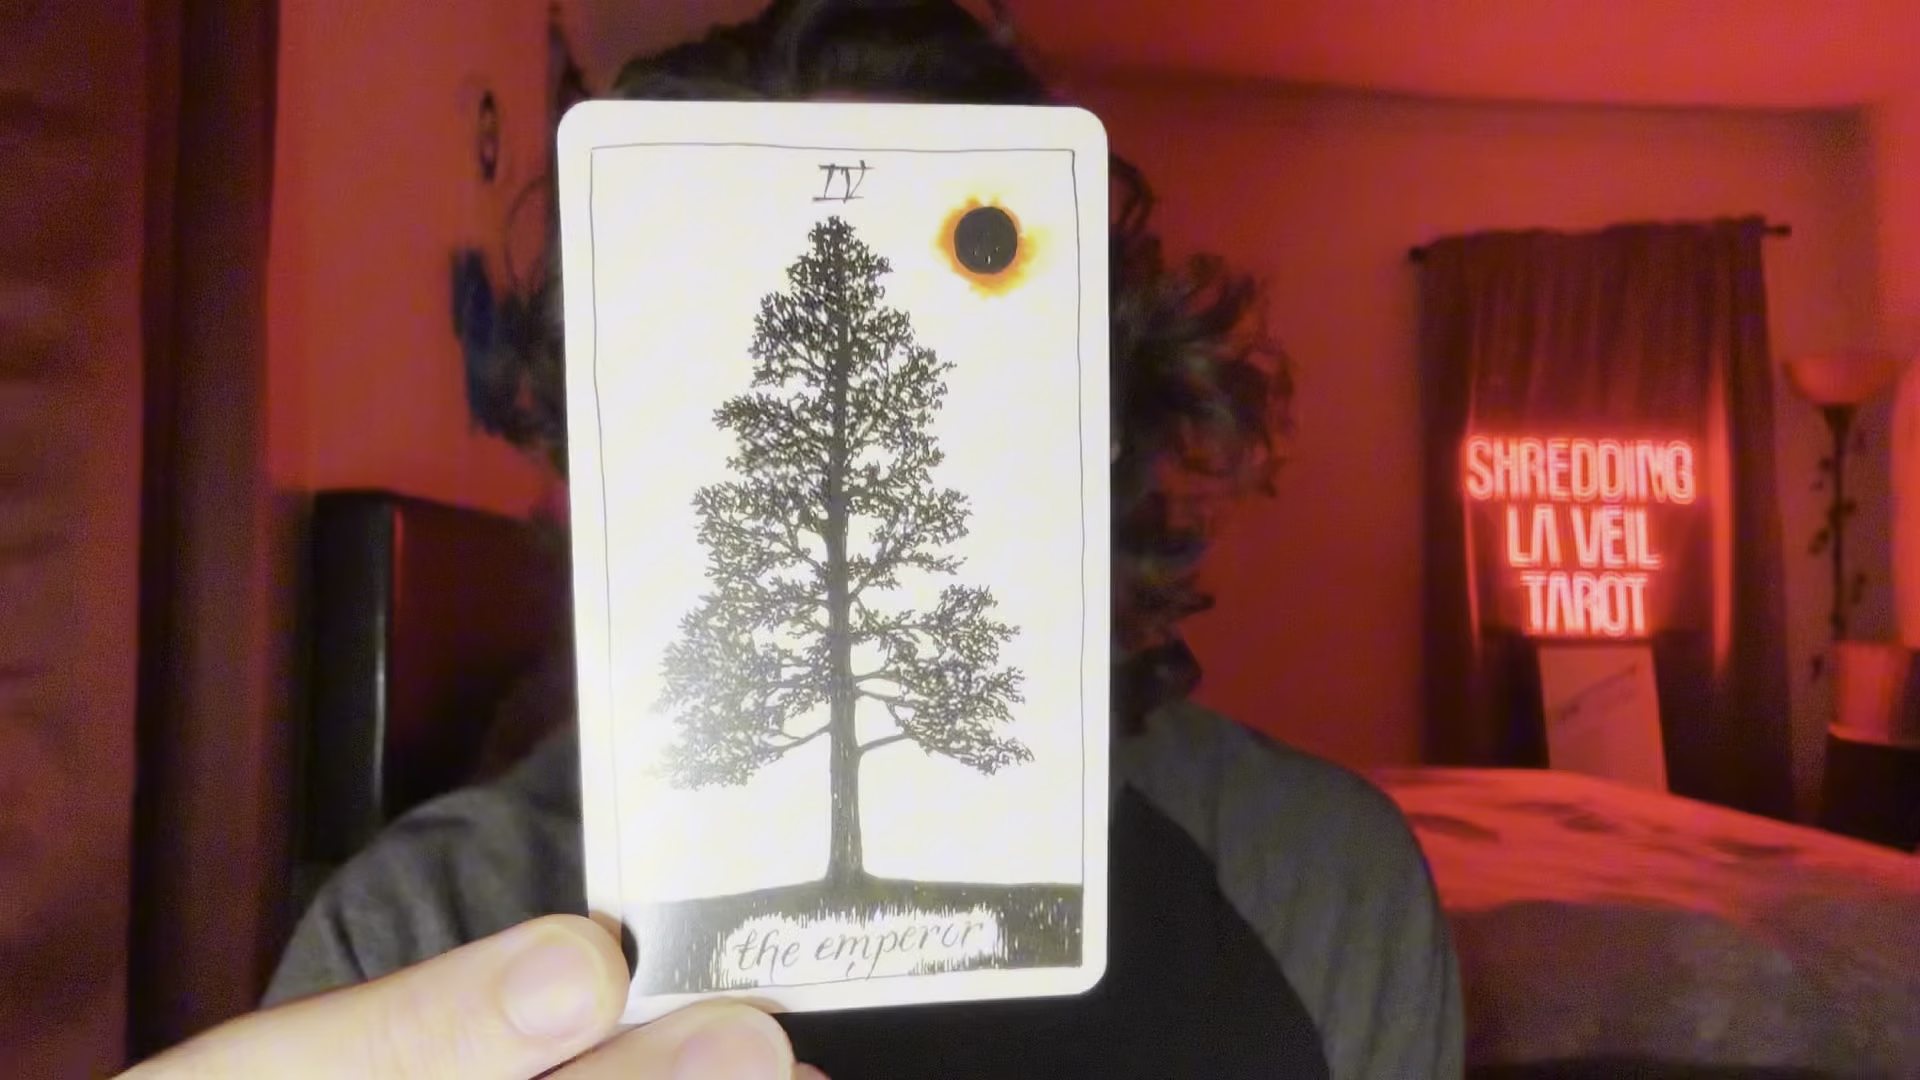 IV
the emperor
SHREDDING
LA VEIL
TAROT